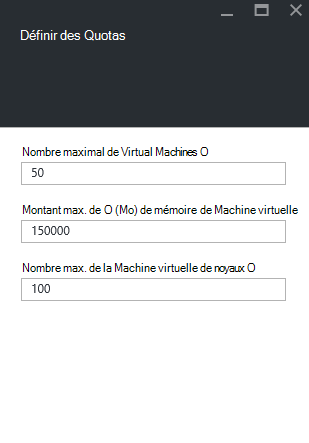 Définir des Quotas
Nombre maximal de Virtual Machines O
50
Montant max. de O (Mo) de mémoire de Machine virtuelle
150000
Nombre max. de la Machine virtuelle de noyaux O
100